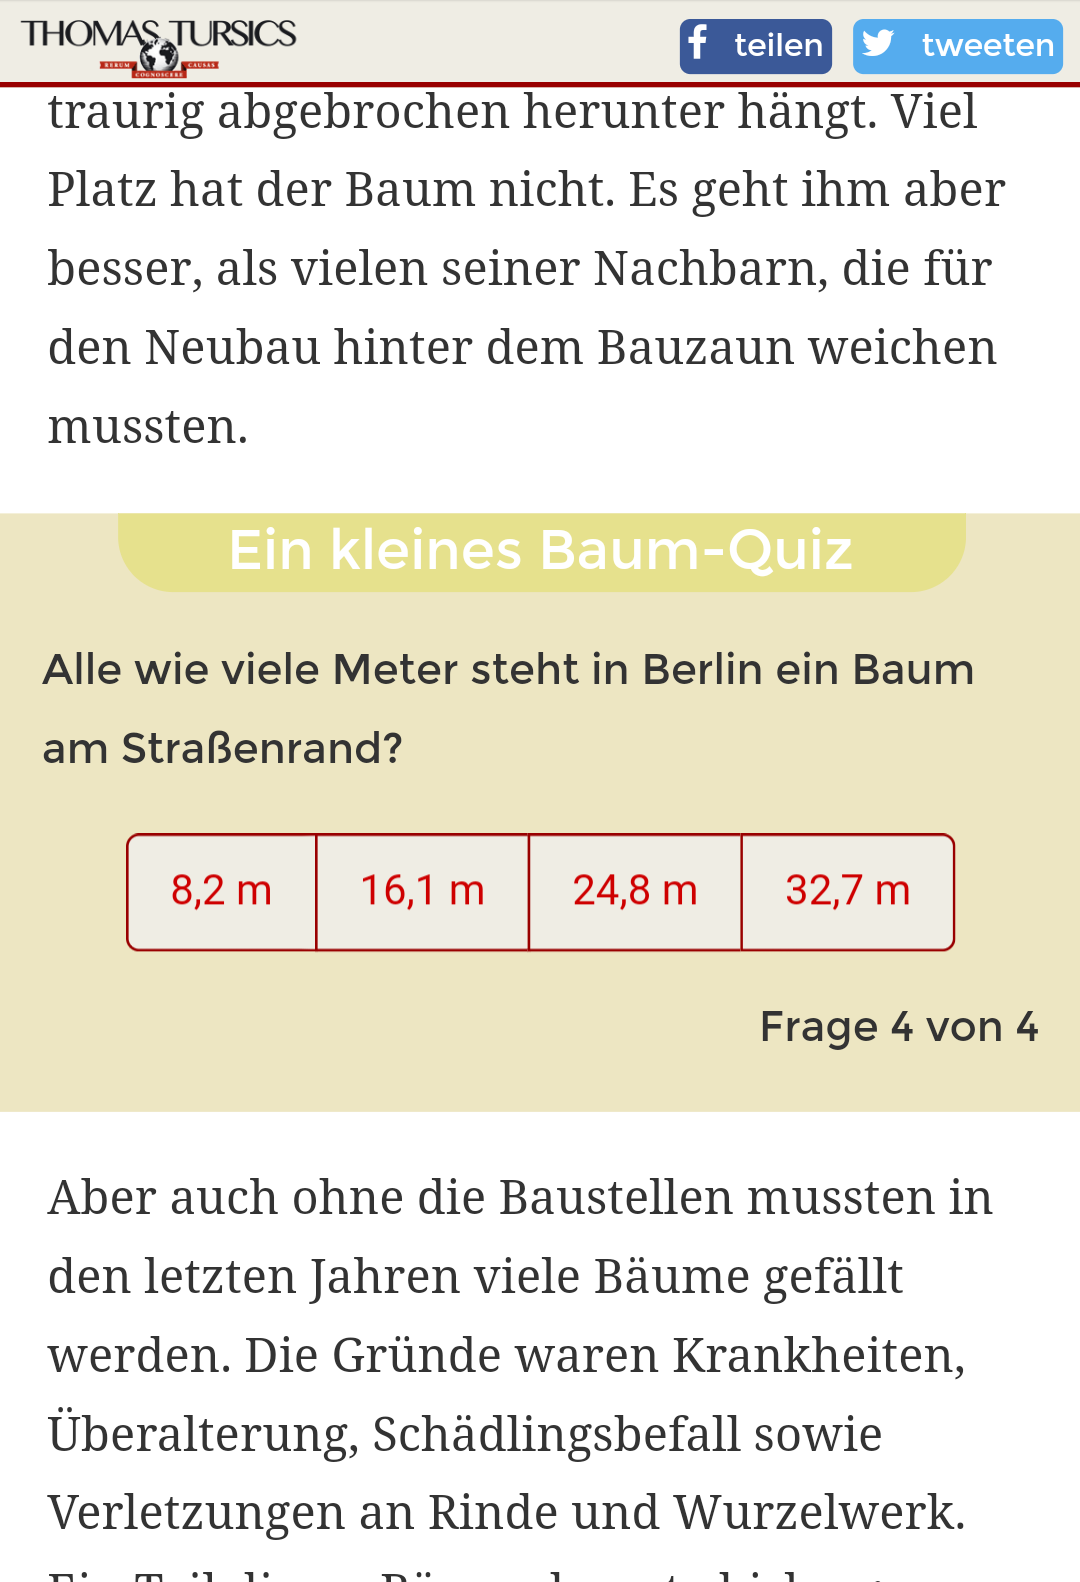 THOMAS TURSICS
RERUM COGNOSCERE CAUSAS
teilen
tweeten
traurig abgebrochen herunter hängt. Viel
Platz hat der Baum nicht. Es geht ihm aber
besser, als vielen seiner Nachbarn, die für
den Neubau hinter dem Bauzaun weichen
mussten.
Ein kleines Baum-Quiz
Alle wie viele Meter steht in Berlin ein Baum
am Straßenrand?
8,2 m
16,1 m
24,8 m
32,7 m
Frage 4 von 4
Aber auch ohne die Baustellen mussten in
den letzten Jahren viele Bäume gefällt
werden. Die Gründe waren Krankheiten,
Überalterung, Schädlingsbefall sowie
Verletzungen an Rinde und Wurzelwerk.